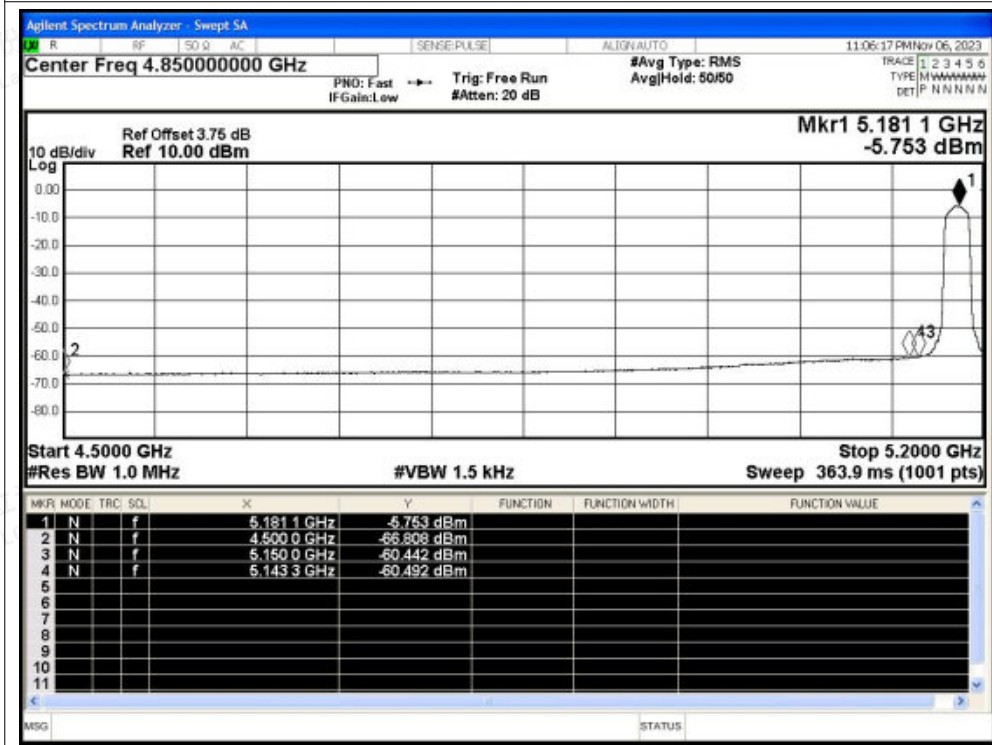 Agilent Spectrum Analyzer - Swept SA
R RF 50 Ω AC SENSE:PULSE ALIGN AUTO 11:06:17 PM Nov 06, 2023
Center Freq 4.850000000 GHz #Avg Type: RMS TRACE 1 2 3 4 5 6
PNO: Fast Trig: Free Run Avg|Hold: 50/50 TYPE M
IFGain:Low #Atten: 20 dB DET P N N N N N
Mkr1 5.181 1 GHz
Ref Offset 3.75 dB
10 dB/div Ref 10.00 dBm -5.753 dBm
Log
1
0.00
-10.0
-20.0
-30.0
-40.0
-50.0
43
2
-60.0
-70.0
-80.0
Start 4.5000 GHz Stop 5.2000 GHz
#Res BW 1.0 MHz #VBW 1.5 kHz Sweep 363.9 ms (1001 pts)
MKR MODE TRC SCL X Y FUNCTION FUNCTION WIDTH FUNCTION VALUE
1 N f 5.181 1 GHz -5.753 dBm
2 N f 4.500 0 GHz -66.808 dBm
3 N f 5.150 0 GHz -60.442 dBm
4 N f 5.143 3 GHz -60.492 dBm
5
6
7
8
9
10
11
MSG STATUS